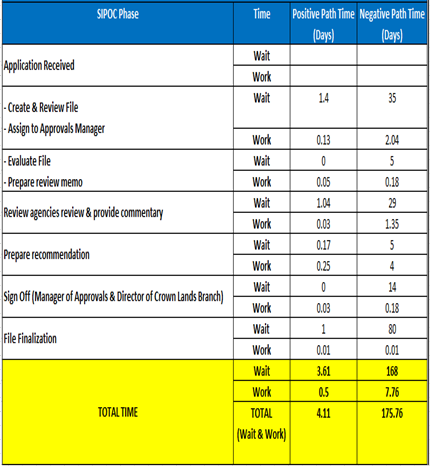 SIPOC Phase Time Positive Path Time Negative Path Time
(Days) (Days)
Application Received Wait
Work
- Create & Review File Wait 1.4 35
- Assign to Approvals Manager
Work 0.13 2.04
- Evaluate File Wait 0 5
- Prepare review memo Work 0.05 0.18
Review agencies review & provide commentary Wait 1.04 29
Work 0.03 1.35
Prepare recommendation Wait 0.17 5
Work 0.25 4
Sign Off (Manager of Approvals & Director of Crown Lands Branch) Wait 0 14
Work 0.03 0.18
File Finalization Wait 1 80
Work 0.01 0.01
TOTAL TIME Wait 3.61 168
Work 0.5 7.76
TOTAL 4.11 175.76
(Wait & Work)